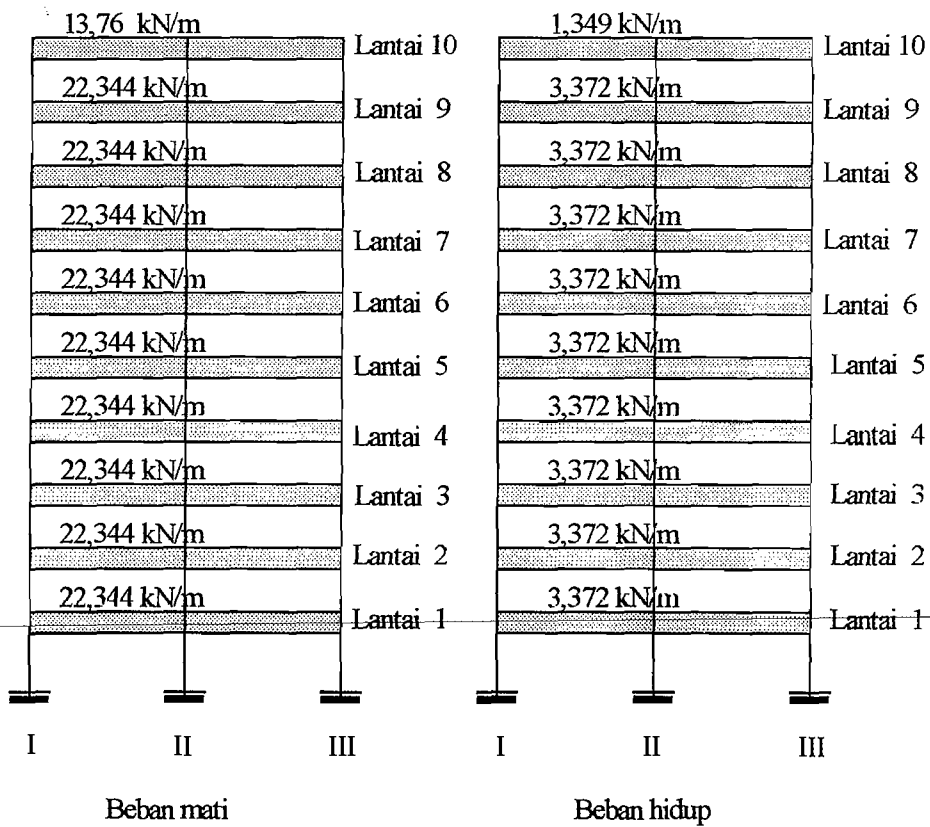 13,76 kN/m
Lantai 10
22,344 kN/m
Lantai 9
22,344 kN/m
Lantai 8
22,344 kN/m
Lantai 7
22,344 kN/m
Lantai 6
22,344 kN/m
Lantai 5
22,344 kN/m
Lantai 4
22,344 kN/m
Lantai 3
22,344 kN/m
Lantai 2
22,344 kN/m
Lantai 1
I II III
Beban mati
1,349 kN/m
Lantai 10
3,372 kN/m
Lantai 9
3,372 kN/m
Lantai 8
3,372 kN/m
Lantai 7
3,372 kN/m
Lantai 6
3,372 kN/m
Lantai 5
3,372 kN/m
Lantai 4
3,372 kN/m
Lantai 3
3,372 kN/m
Lantai 2
3,372 kN/m
Lantai 1
I II III
Beban hidup